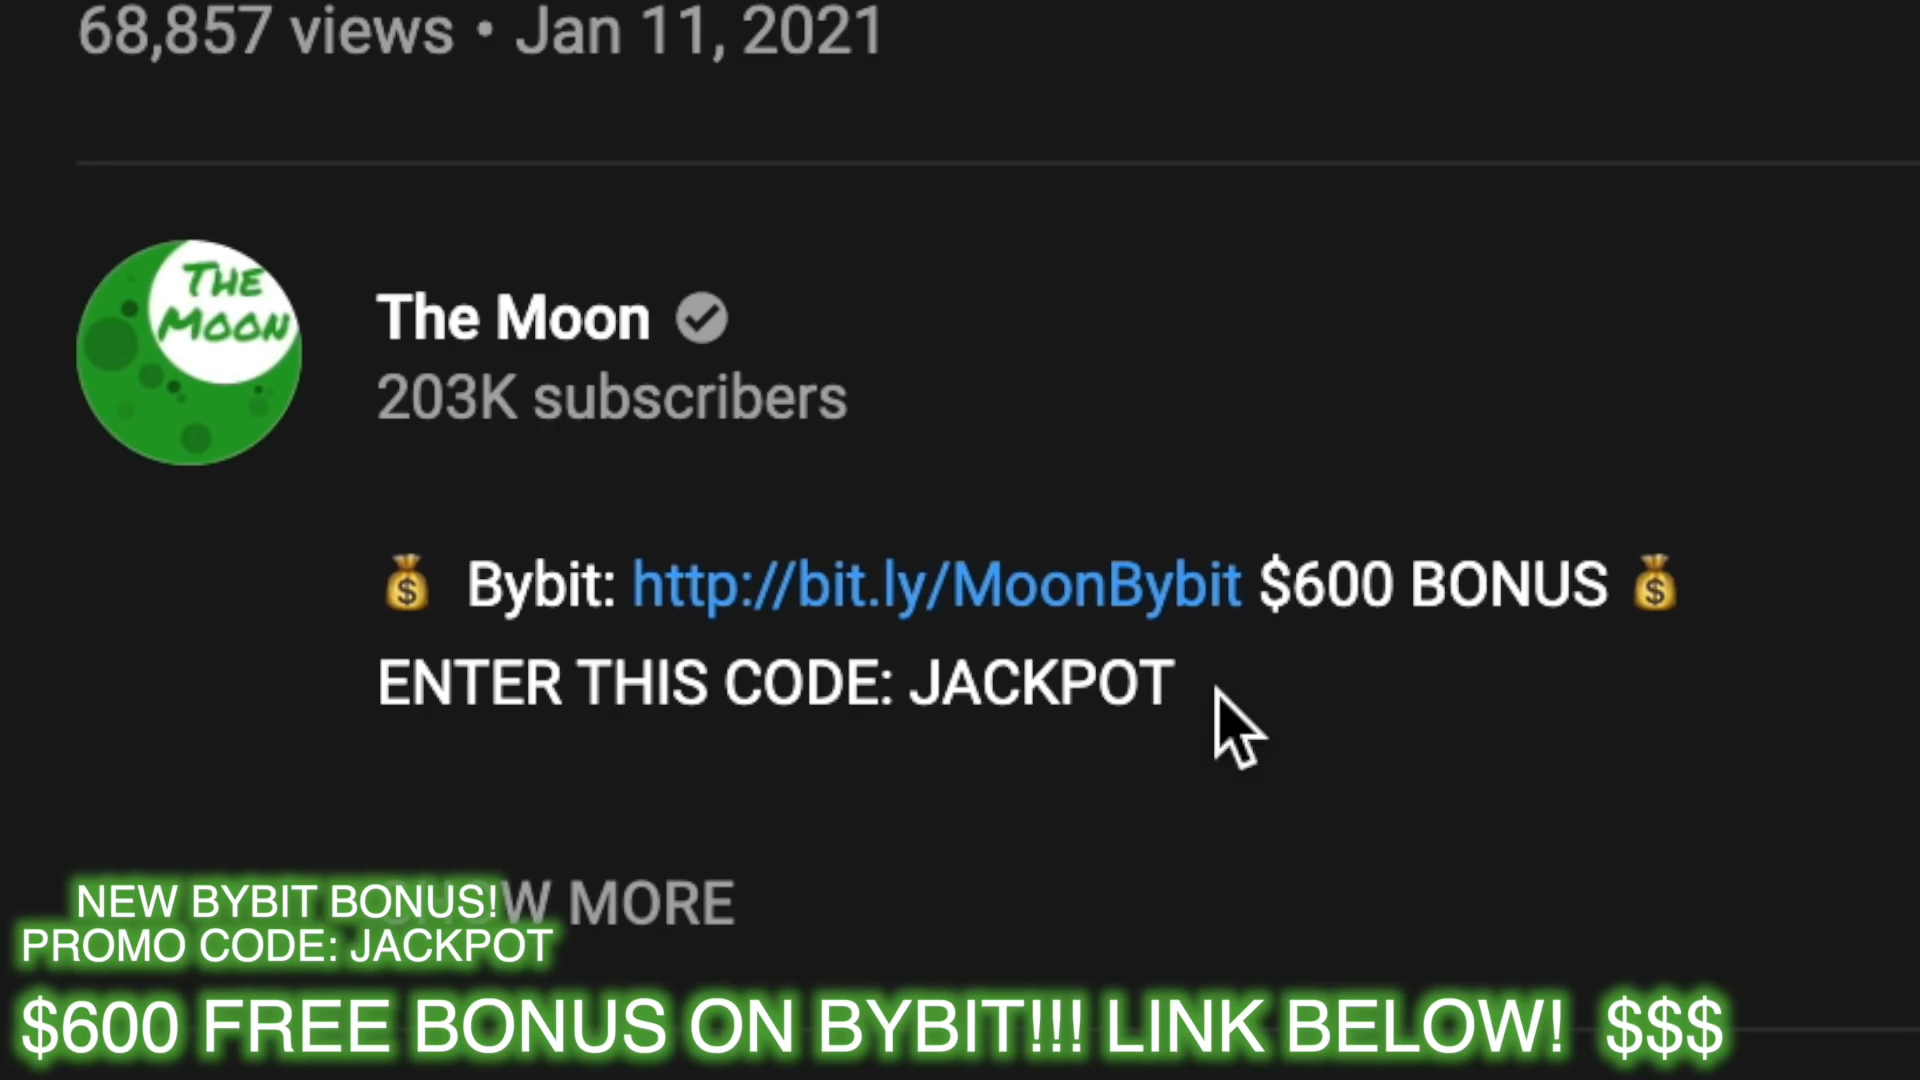 68,857 views • Jan 11, 2021
THE
MOON
The Moon
203K subscribers
💰 Bybit: http://bit.ly/MoonBybit $600 BONUS 💰
ENTER THIS CODE: JACKPOT
MORE
NEW BYBIT BONUS!
PROMO CODE: JACKPOT
$600 FREE BONUS ON BYBIT!!! LINK BELOW! $$$